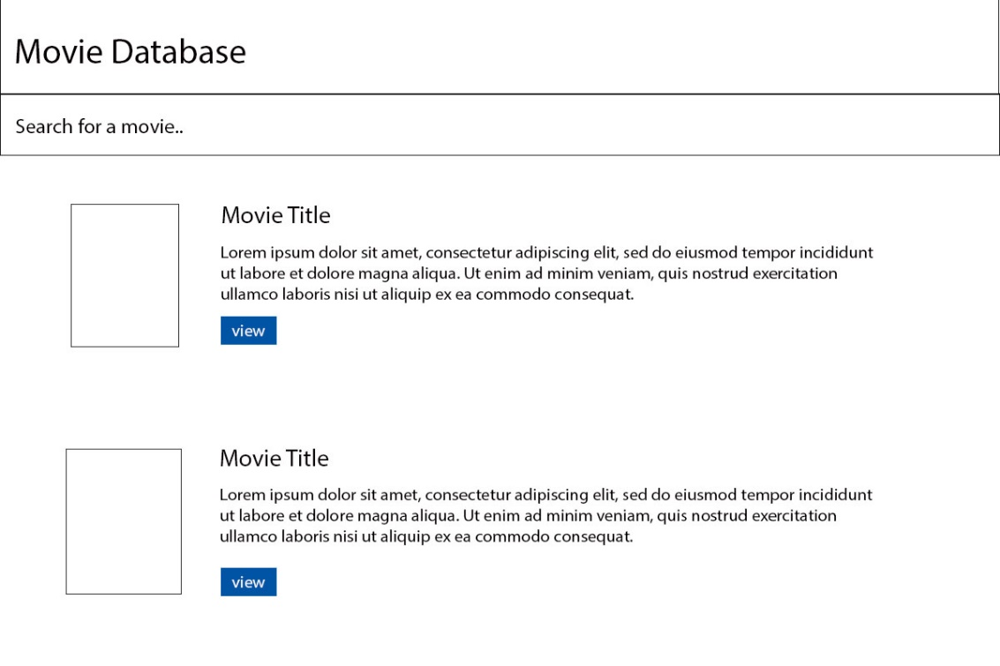 Movie Database
Search for a movie..
Movie Title
Lorem ipsum dolor sit amet, consectetur adipiscing elit, sed do eiusmod tempor incididunt
ut labore et dolore magna aliqua. Ut enim ad minim veniam, quis nostrud exercitation
ullamco laboris nisi ut aliquip ex ea commodo consequat.
view
Movie Title
Lorem ipsum dolor sit amet, consectetur adipiscing elit, sed do eiusmod tempor incididunt
ut labore et dolore magna aliqua. Ut enim ad minim veniam, quis nostrud exercitation
ullamco laboris nisi ut aliquip ex ea commodo consequat.
view